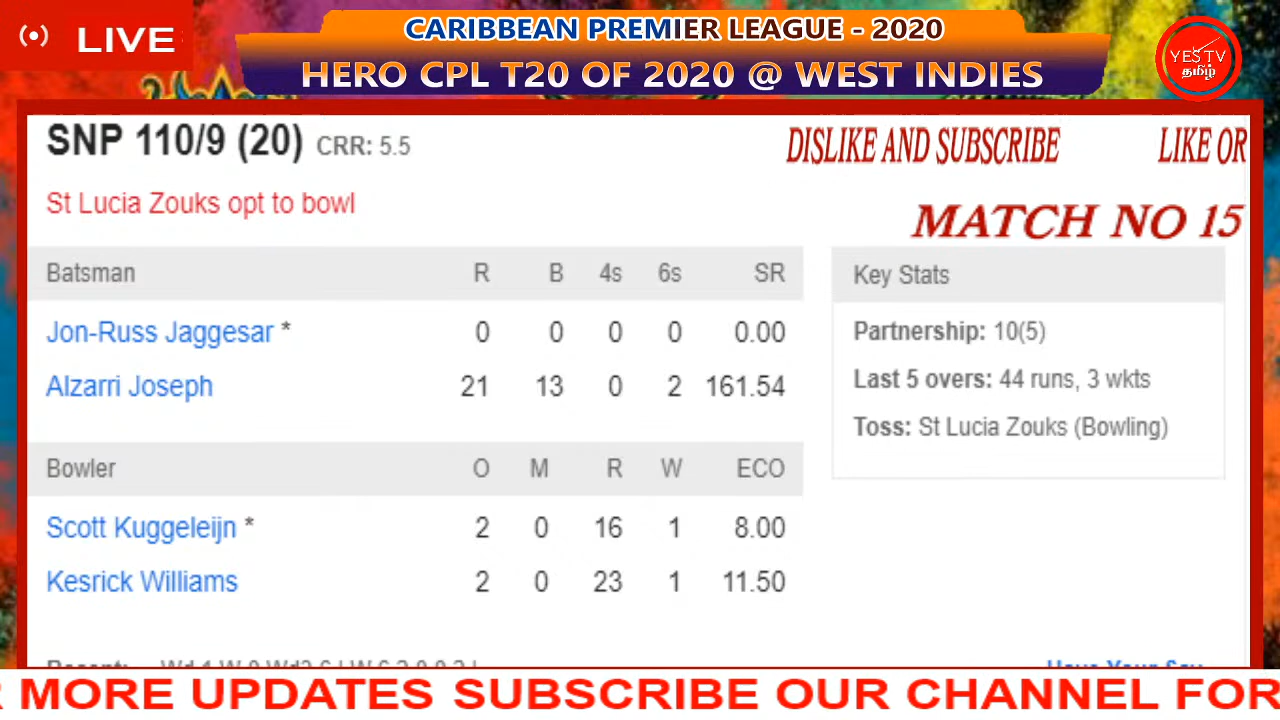 LIVE
CARIBBEAN PREMIER LEAGUE - 2020
HERO CPL T20 OF 2020 @ WEST INDIES
YES TV
தமிழ்
SNP 110/9 (20) CRR: 5.5
DISLIKE AND SUBSCRIBE LIKE OR
St Lucia Zouks opt to bowl
MATCH NO 15
Batsman R B 4s 6s SR
Jon-Russ Jaggesar * 0 0 0 0 0.00
Alzarri Joseph 21 13 0 2 161.54
Bowler O M R W ECO
Scott Kuggeleijn * 2 0 16 1 8.00
Kesrick Williams 2 0 23 1 11.50
Key Stats
Partnership: 10(5)
Last 5 overs: 44 runs, 3 wkts
Toss: St Lucia Zouks (Bowling)
Recent:
Have Your Say
MORE UPDATES SUBSCRIBE OUR CHANNEL FOR